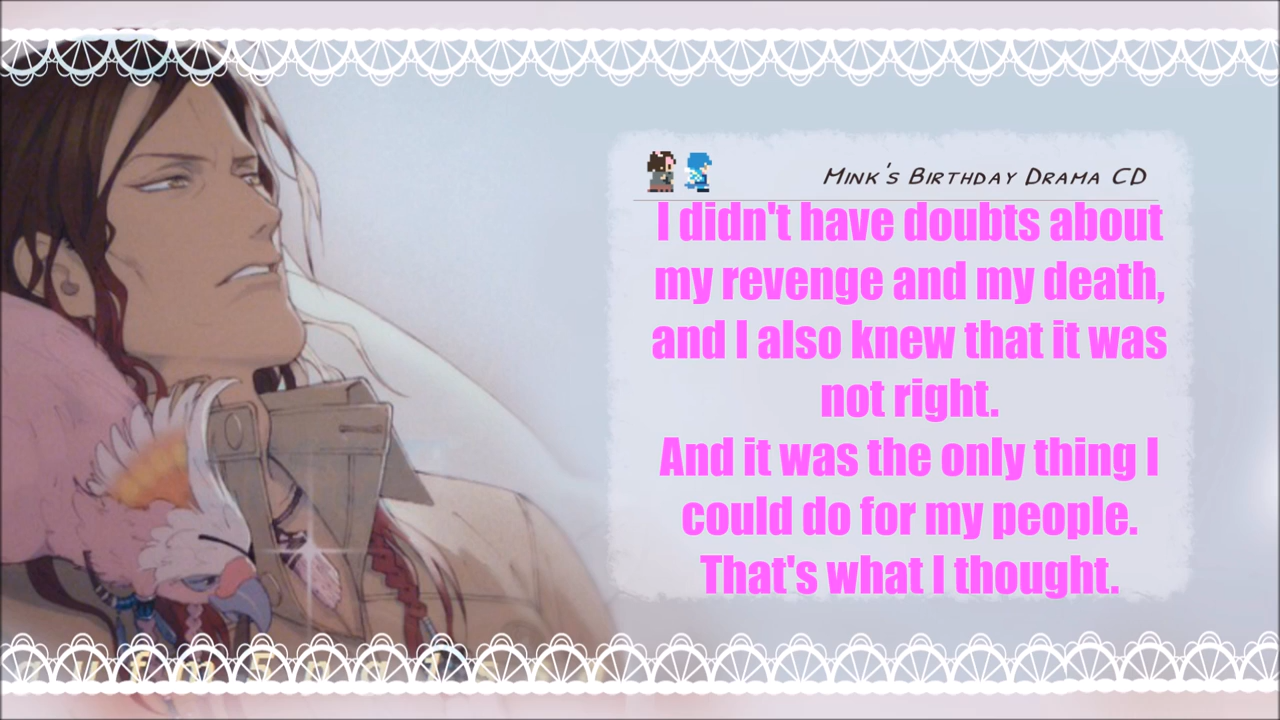 Mink's Birthday Drama CD
I didn't have doubts about
my revenge and my death,
and I also knew that it was
not right.
And it was the only thing I
could do for my people.
That's what I thought.